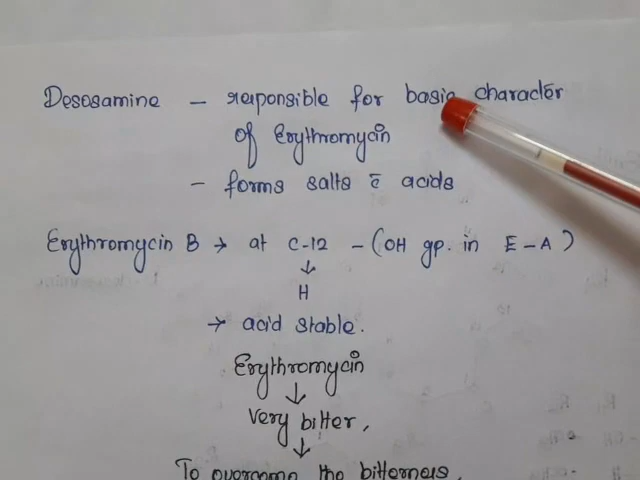 Desosamine - responsible for basic character
of Erythromycin
- forms salts c̄ acids
Erythromycin B → at C-12 - (OH gp. in E-A)
↓
H
→ acid stable.
Erythromycin
↓
Very bitter,
↓
To overcome the bitterness,